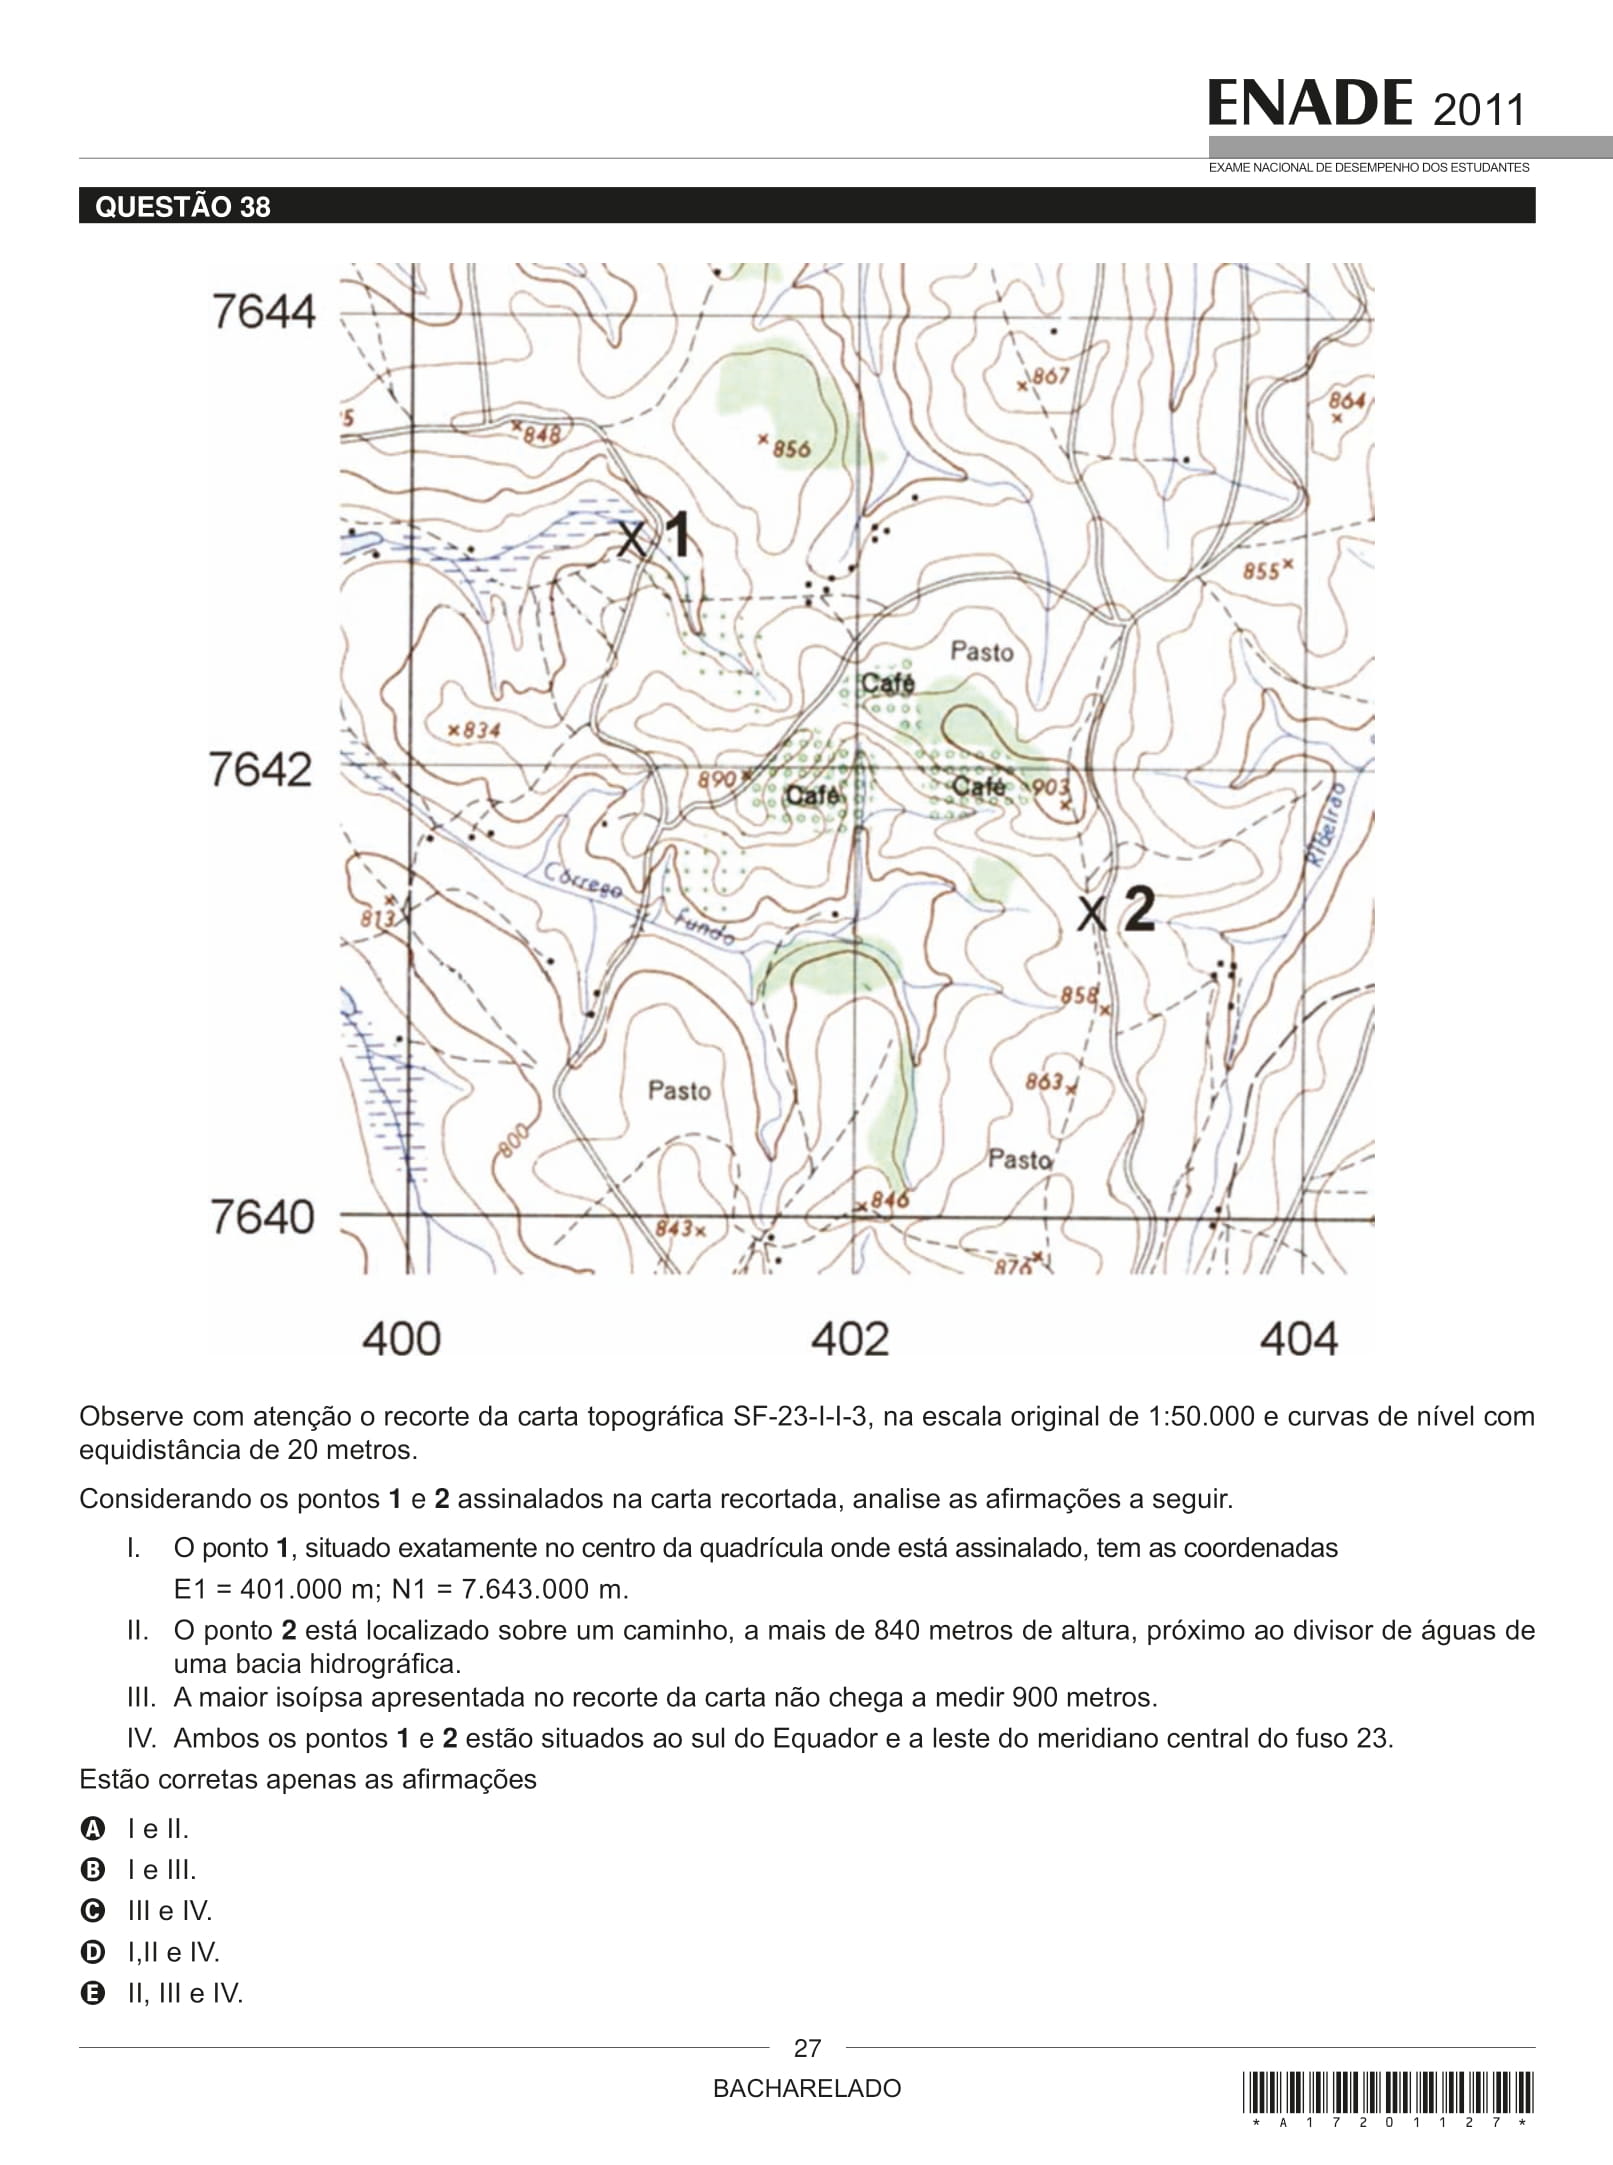 ENADE 2011
EXAME NACIONAL DE DESEMPENHO DOS ESTUDANTES
QUESTÃO 38
7644
867
864
5
848
856
1
855
Pasto
Café
834
7642
890
Café
Café
903
Ribeirão
Córrego
813
Fundo
2
858
863
Pasto
800
Pasto
846
7640
843
876
400 402 404
Observe com atenção o recorte da carta topográfica SF-23-I-I-3, na escala original de 1:50.000 e curvas de nível com
equidistância de 20 metros.
Considerando os pontos 1 e 2 assinalados na carta recortada, analise as afirmações a seguir.
I. O ponto 1, situado exatamente no centro da quadrícula onde está assinalado, tem as coordenadas
E1 = 401.000 m; N1 = 7.643.000 m.
II. O ponto 2 está localizado sobre um caminho, a mais de 840 metros de altura, próximo ao divisor de águas de
uma bacia hidrográfica.
III. A maior isoípsa apresentada no recorte da carta não chega a medir 900 metros.
IV. Ambos os pontos 1 e 2 estão situados ao sul do Equador e a leste do meridiano central do fuso 23.
Estão corretas apenas as afirmações
A I e II.
B I e III.
C III e IV.
D I,II e IV.
E II, III e IV.
27
BACHARELADO
* A 1 7 2 0 1 1 2 7 *